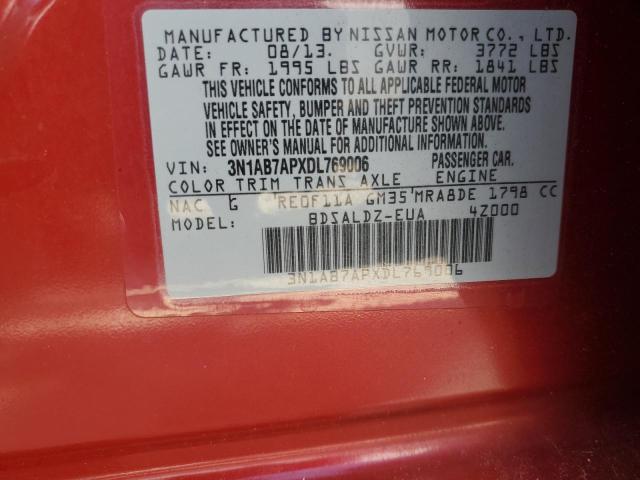 MANUFACTURED BY NISSAN MOTOR CO., LTD.
DATE: 08/13. GVWR: 3772 LBS
GAWR FR: 1995 LBS GAWR RR: 1841 LBS
THIS VEHICLE CONFORMS TO ALL APPLICABLE FEDERAL MOTOR
VEHICLE SAFETY, BUMPER AND THEFT PREVENTION STANDARDS
IN EFFECT ON THE DATE OF MANUFACTURE SHOWN ABOVE.
SEE OWNER'S MANUAL FOR ADDITIONAL INFORMATION.
VIN: 3N1AB7APXDL769006 PASSENGER CAR.
COLOR TRIM TRANS AXLE ENGINE
NAC G RE0F11A GM35 MRA8DE 1798 CC
MODEL: BDSALDZ-EUA 4Z000
3N1AB7APXDL769006